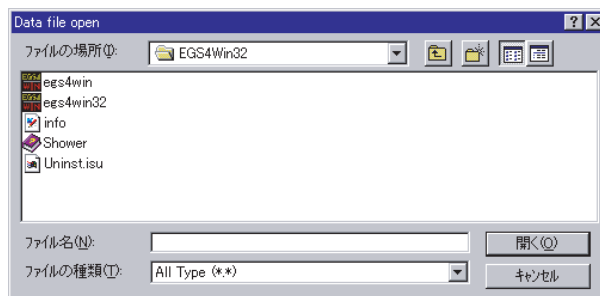 Data file open
ファイルの場所(I):
EGS4Win32
egs4win
egs4win32
info
Shower
Uninst.isu
ファイル名(N):
開く(O)
ファイルの種類(T):
All Type (*.*)
キャンセル